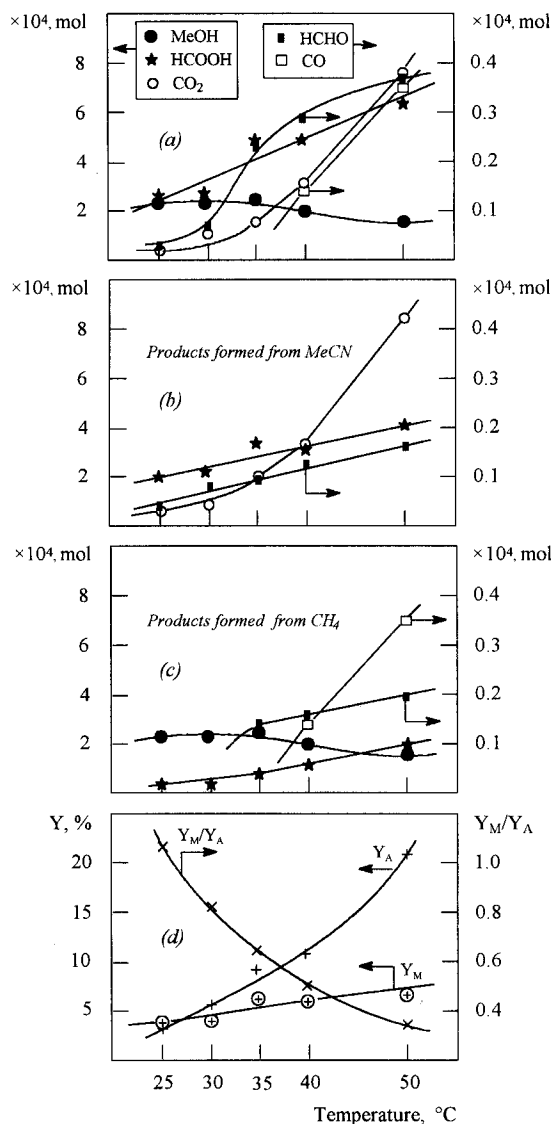 ×10⁴, mol
×10⁴, mol
MeOH
HCOOH
CO₂
HCHO
CO
8
6
4
2
0.4
0.3
0.2
0.1
(a)
×10⁴, mol
×10⁴, mol
8
6
4
2
0.4
0.3
0.2
0.1
Products formed from MeCN
(b)
×10⁴, mol
×10⁴, mol
8
6
4
2
0.4
0.3
0.2
0.1
Products formed from CH₄
(c)
Y, %
Y_M/Y_A
20
15
10
5
1.0
0.8
0.6
0.4
Y_M/Y_A
Y_A
Y_M
(d)
25 30 35 40 50
Temperature, °C